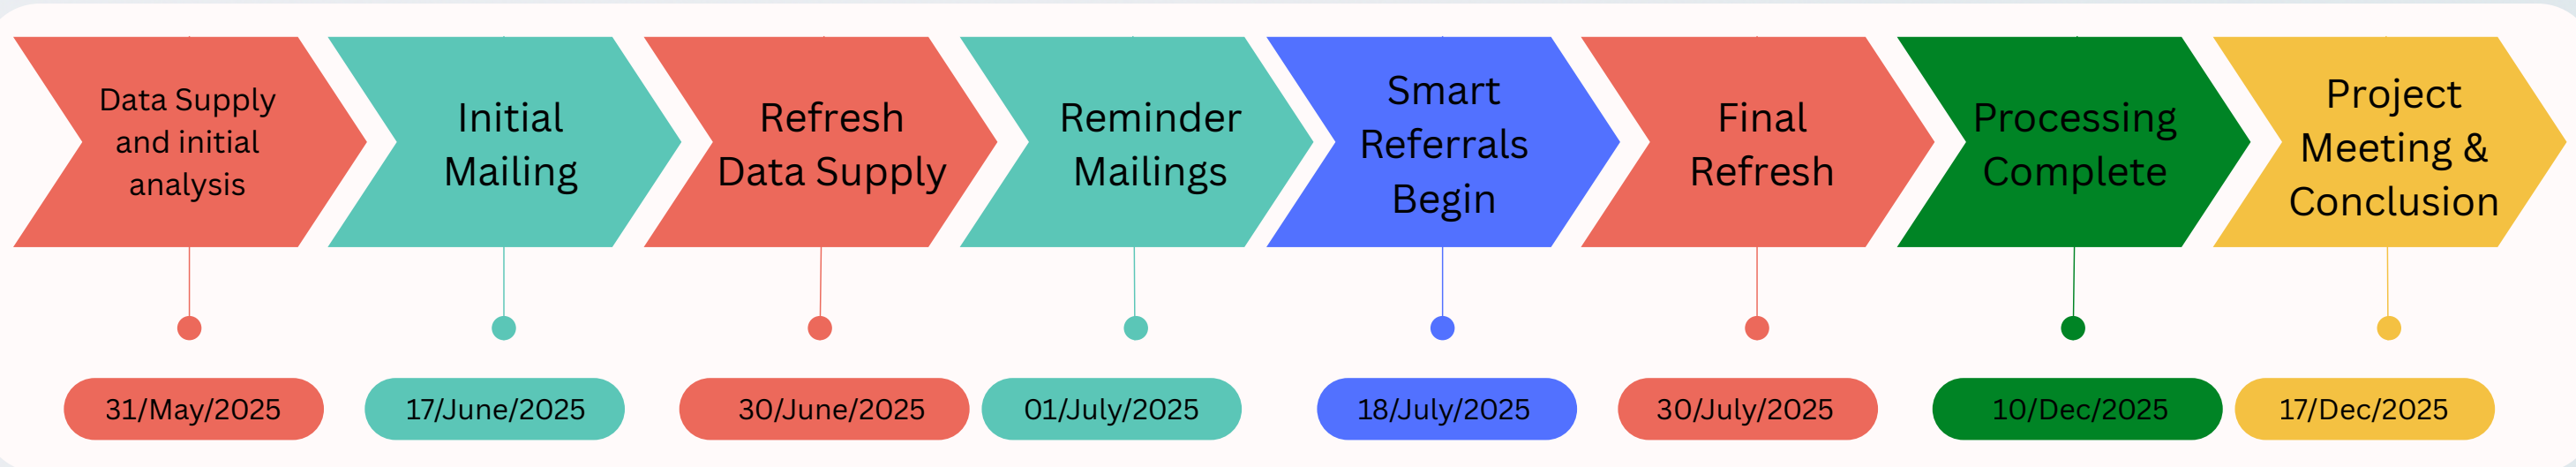 Data Supply
and initial
analysis
Initial
Mailing
Refresh
Data Supply
Reminder
Mailings
Smart
Referrals
Begin
Final
Refresh
Processing
Complete
Project
Meeting &
Conclusion
31/May/2025
17/June/2025
30/June/2025
01/July/2025
18/July/2025
30/July/2025
10/Dec/2025
17/Dec/2025